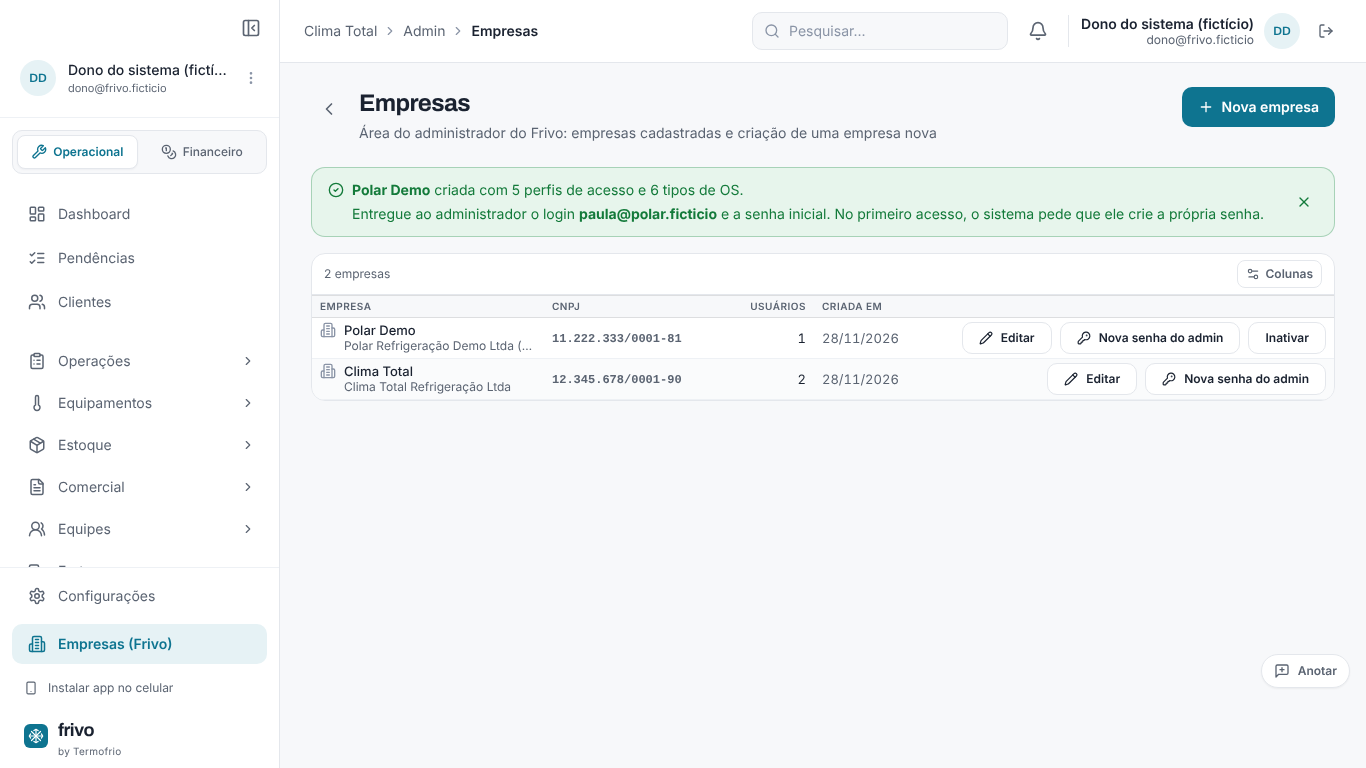 DD
Dono do sistema (fictí...
dono@frivo.ficticio
Operacional
Financeiro
Dashboard
Pendências
Clientes
Operações
Equipamentos
Estoque
Comercial
Equipes
Configurações
Empresas (Frivo)
Instalar app no celular
frivo
by Termofrio
Clima Total > Admin > Empresas
Pesquisar...
Dono do sistema (fictício)
dono@frivo.ficticio
DD
Empresas
Área do administrador do Frivo: empresas cadastradas e criação de uma empresa nova
+ Nova empresa
Polar Demo criada com 5 perfis de acesso e 6 tipos de OS.
Entregue ao administrador o login paula@polar.ficticio e a senha inicial. No primeiro acesso, o sistema pede que ele crie a própria senha.
2 empresas
Colunas
EMPRESA CNPJ USUÁRIOS CRIADA EM
Polar Demo
Polar Refrigeração Demo Ltda (...
11.222.333/0001-81 1 28/11/2026 Editar Nova senha do admin Inativar
Clima Total
Clima Total Refrigeração Ltda
12.345.678/0001-90 2 28/11/2026 Editar Nova senha do admin
Anotar